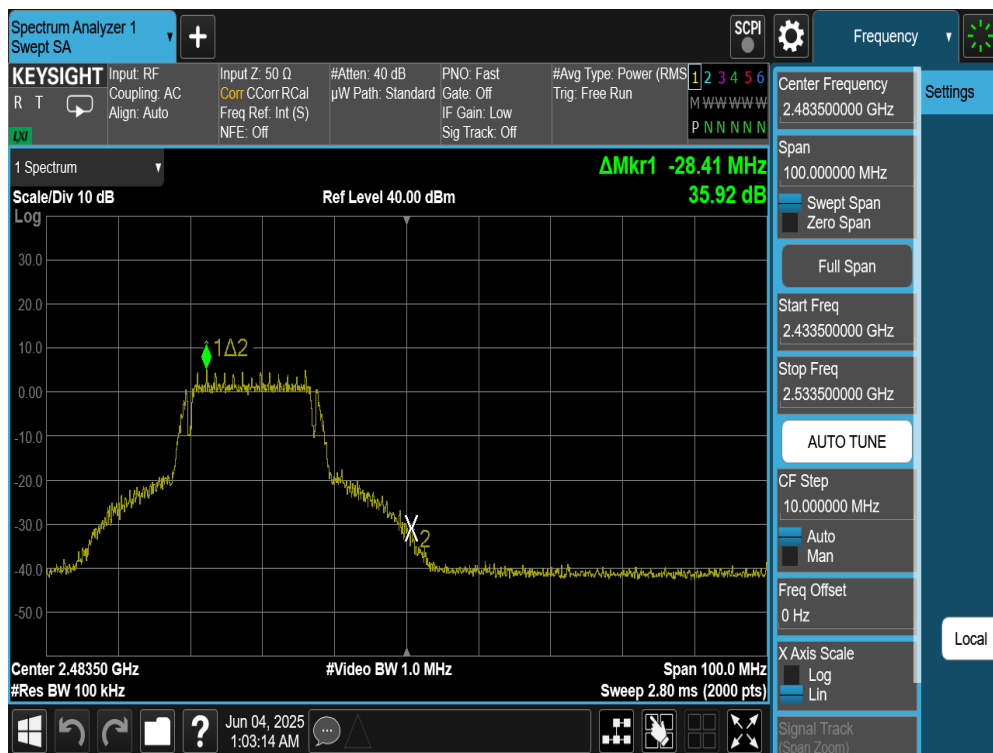 Spectrum Analyzer 1
Swept SA
+
SCPI
Frequency
KEYSIGHT
R T
LXI
Input: RF
Coupling: AC
Align: Auto
Input Z: 50 Ω
Corr CCorr RCal
Freq Ref: Int (S)
NFE: Off
#Atten: 40 dB
µW Path: Standard
PNO: Fast
Gate: Off
IF Gain: Low
Sig Track: Off
#Avg Type: Power (RMS
Trig: Free Run
1 2 3 4 5 6
M W W W W W
P N N N N N
1 Spectrum
ΔMkr1 -28.41 MHz
35.92 dB
Scale/Div 10 dB
Ref Level 40.00 dBm
Log
30.0
20.0
10.0
0.00
-10.0
-20.0
-30.0
-40.0
-50.0
1Δ2
X2
Center 2.48350 GHz
#Video BW 1.0 MHz
Span 100.0 MHz
#Res BW 100 kHz
Sweep 2.80 ms (2000 pts)
Center Frequency
2.483500000 GHz
Span
100.000000 MHz
Swept Span
Zero Span
Full Span
Start Freq
2.433500000 GHz
Stop Freq
2.533500000 GHz
AUTO TUNE
CF Step
10.000000 MHz
Auto
Man
Freq Offset
0 Hz
X Axis Scale
Log
Lin
Signal Track
(Span Zoom)
Settings
Local
?
Jun 04, 2025
1:03:14 AM